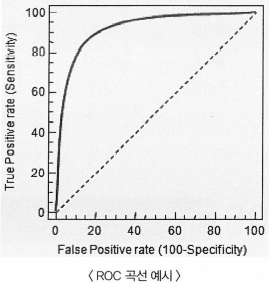 100
80
60
40
20
0
True Positive rate (Sensitivity)
0 20 40 60 80 100
False Positive rate (100-Specificity)
〈 ROC 곡선 예시 〉